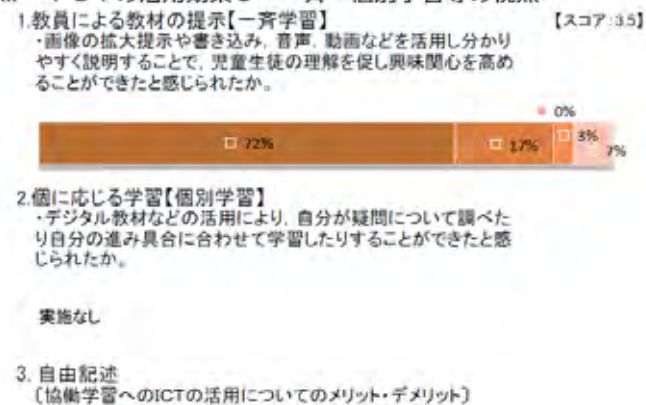 1.教員による教材の提示【一斉学習】
【スコア:3.5】
・画像の拡大提示や書き込み,音声,動画などを活用し分かり
やすく説明することで,児童生徒の理解を促し興味関心を高め
ることができたと感じられたか。
0%
72%
17%
3%
7%
2.個に応じる学習【個別学習】
・デジタル教材などの活用により,自分が疑問について調べた
り自分の進み具合に合わせて学習したりすることができたと感
じられたか。
実施なし
3.自由記述
〔協働学習へのICTの活用についてのメリット・デメリット〕